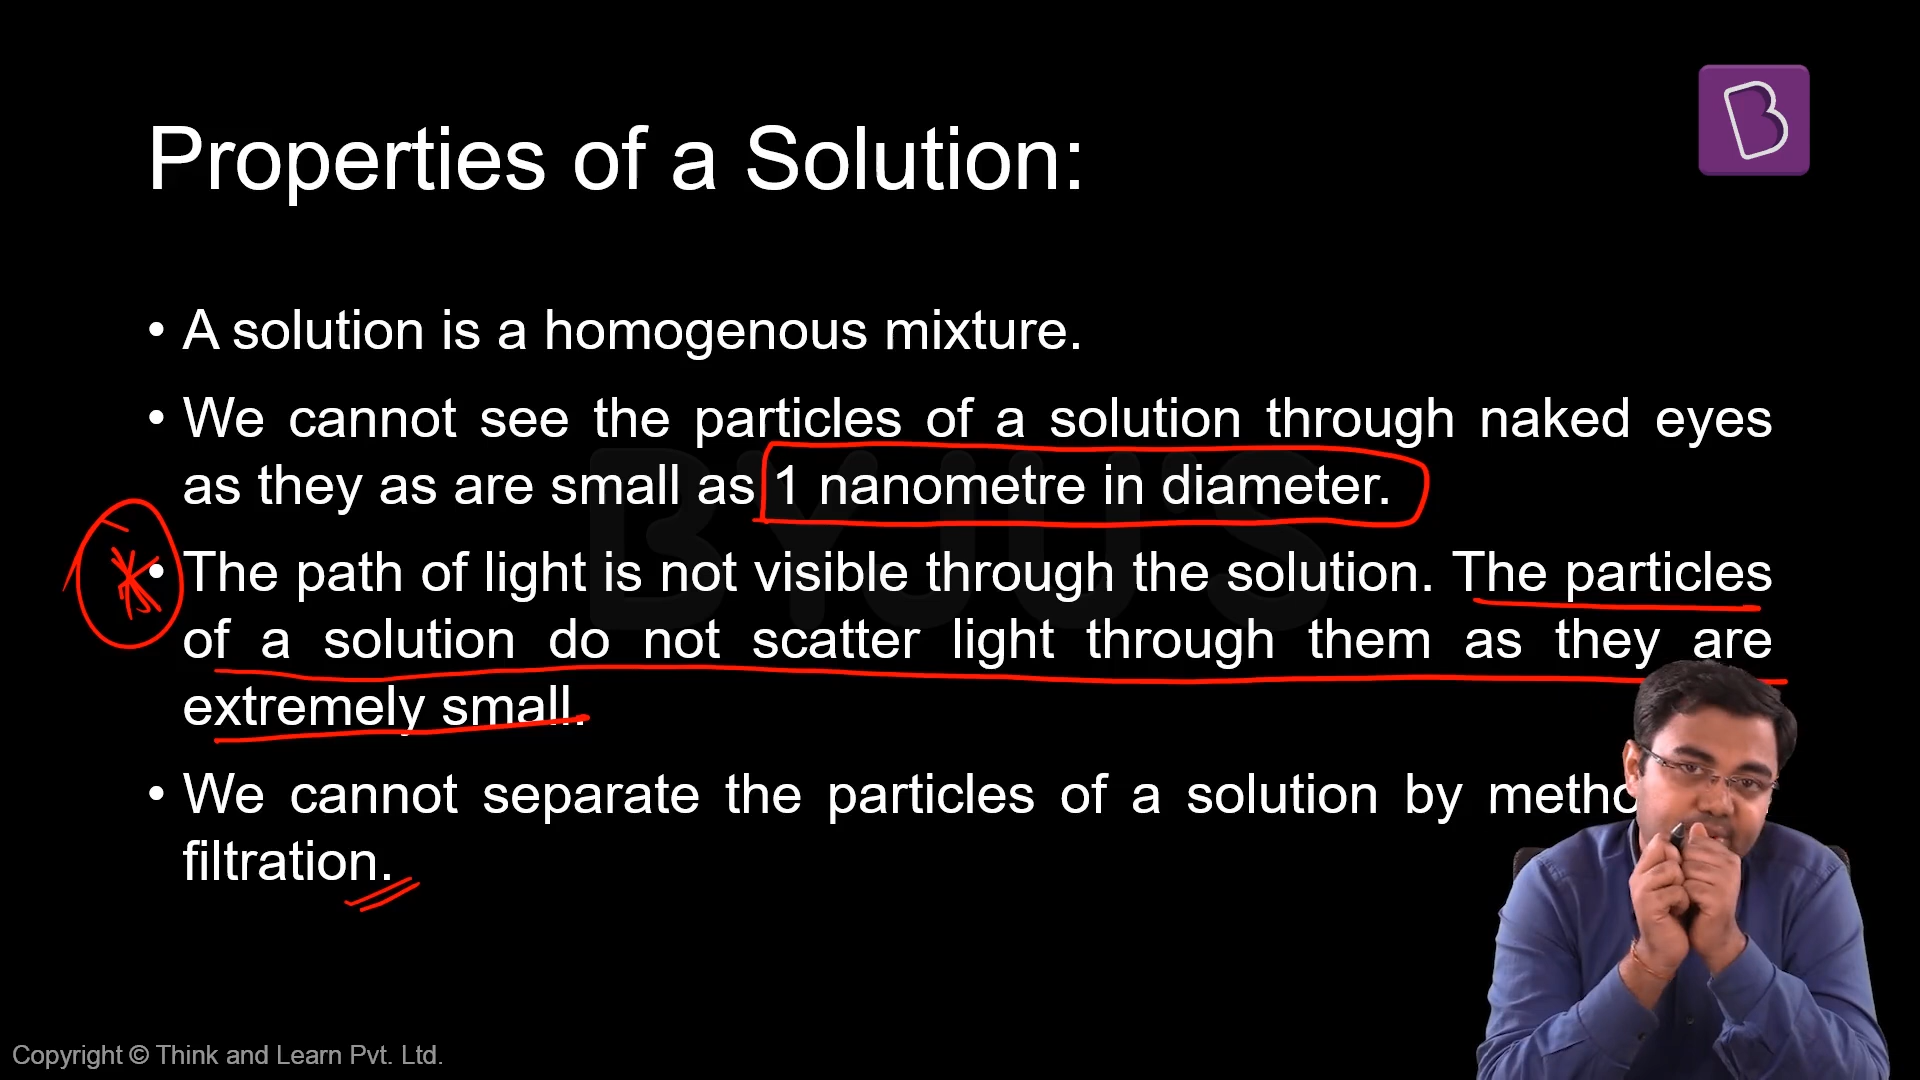 Properties of a Solution:
• A solution is a homogenous mixture.
• We cannot see the particles of a solution through naked eyes
as they as are small as 1 nanometre in diameter.
• The path of light is not visible through the solution. The particles
of a solution do not scatter light through them as they are
extremely small.
• We cannot separate the particles of a solution by
filtration.
BYJU'S
Copyright © Think and Learn Pvt. Ltd.